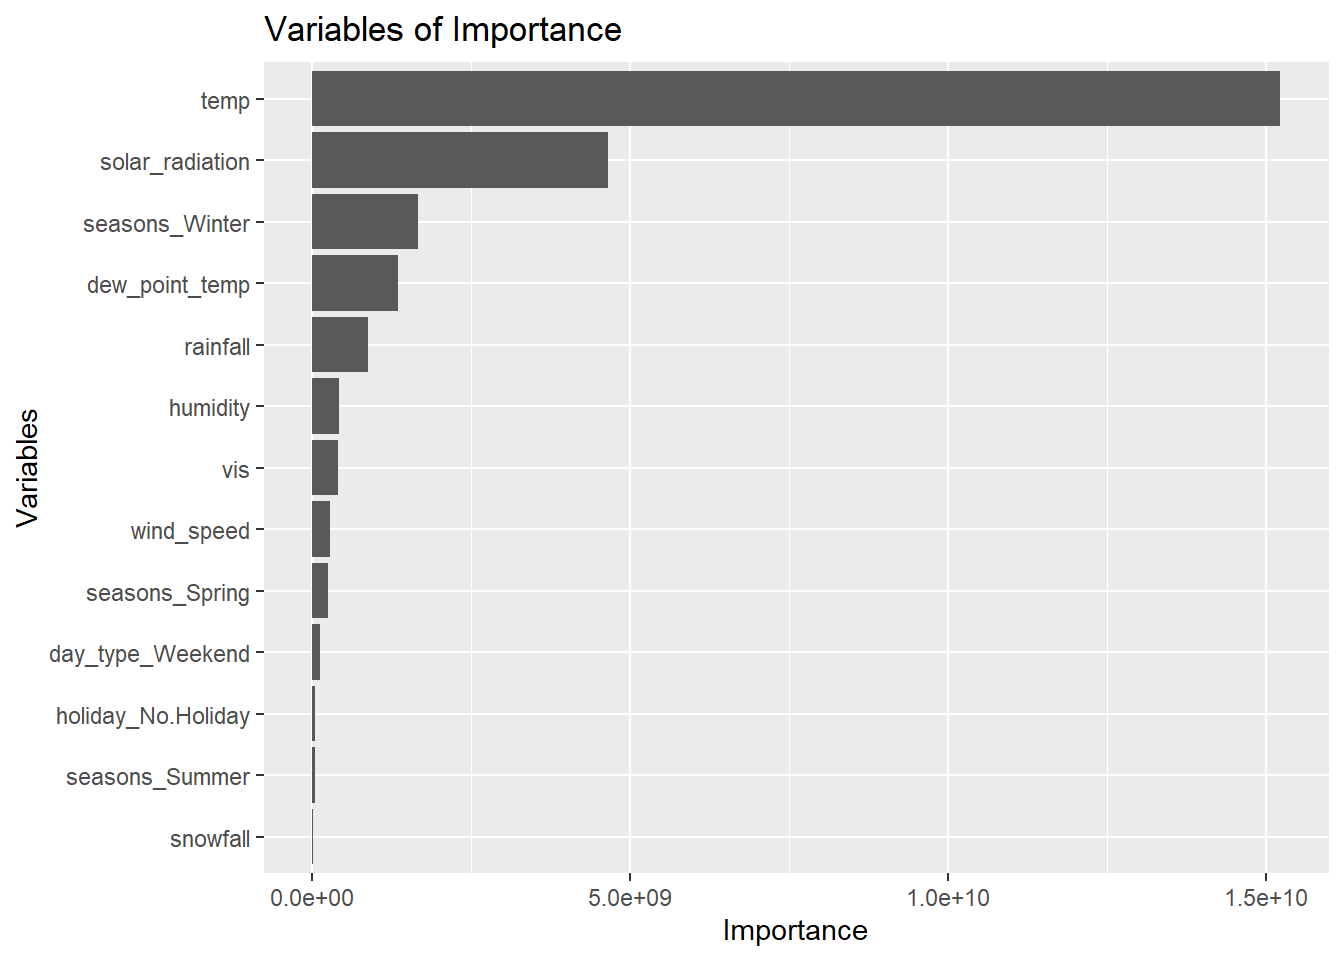 Variables of Importance
temp
solar_radiation
seasons_Winter
dew_point_temp
rainfall
humidity
vis
wind_speed
seasons_Spring
day_type_Weekend
holiday_No.Holiday
seasons_Summer
snowfall
Variables
0.0e+00 5.0e+09 1.0e+10 1.5e+10
Importance